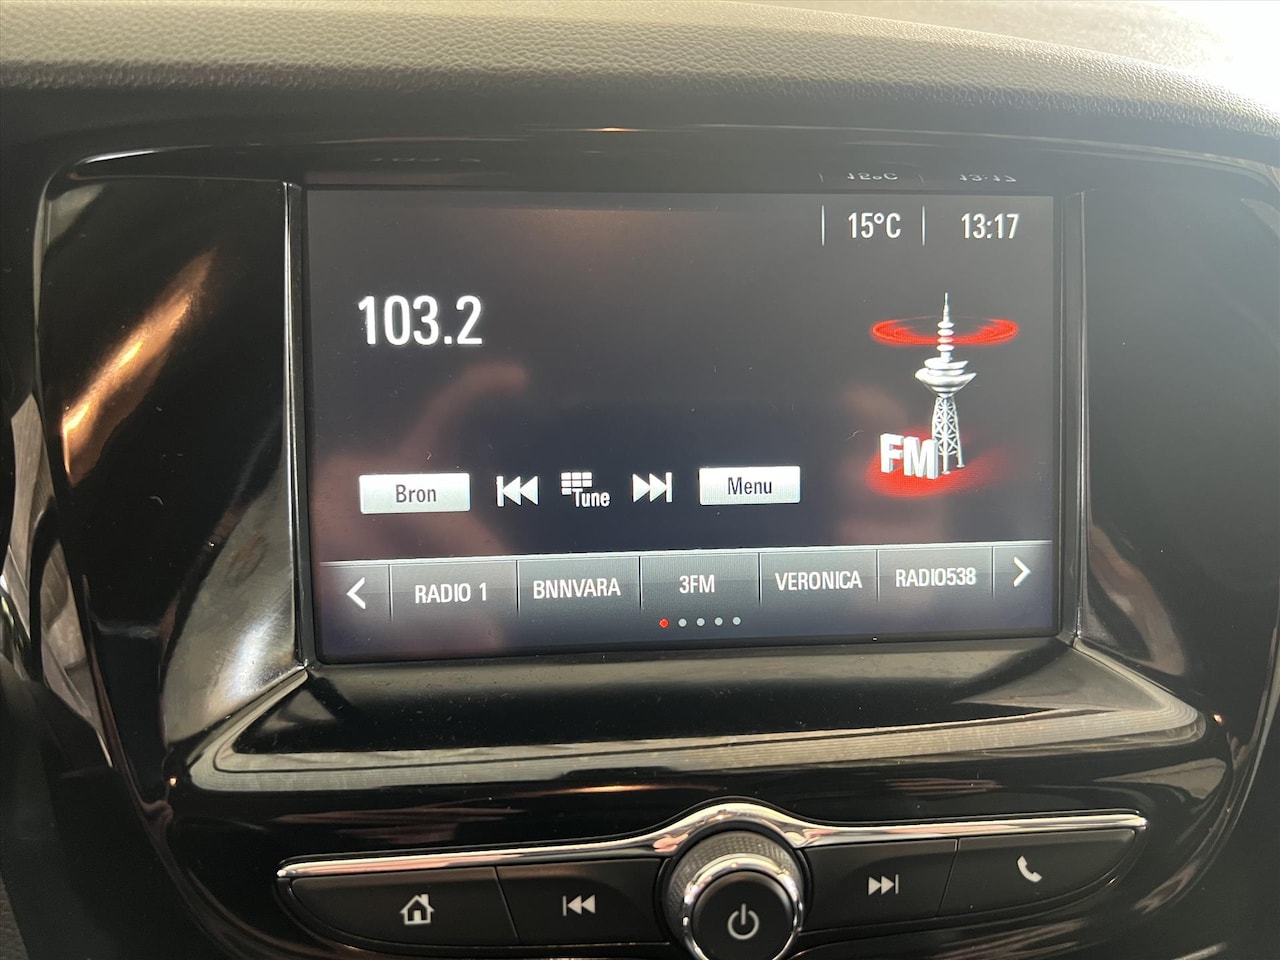 15°C 13:17
103.2
FM
Bron Tune Menu
RADIO 1 BNNVARA 3FM VERONICA RADIO538